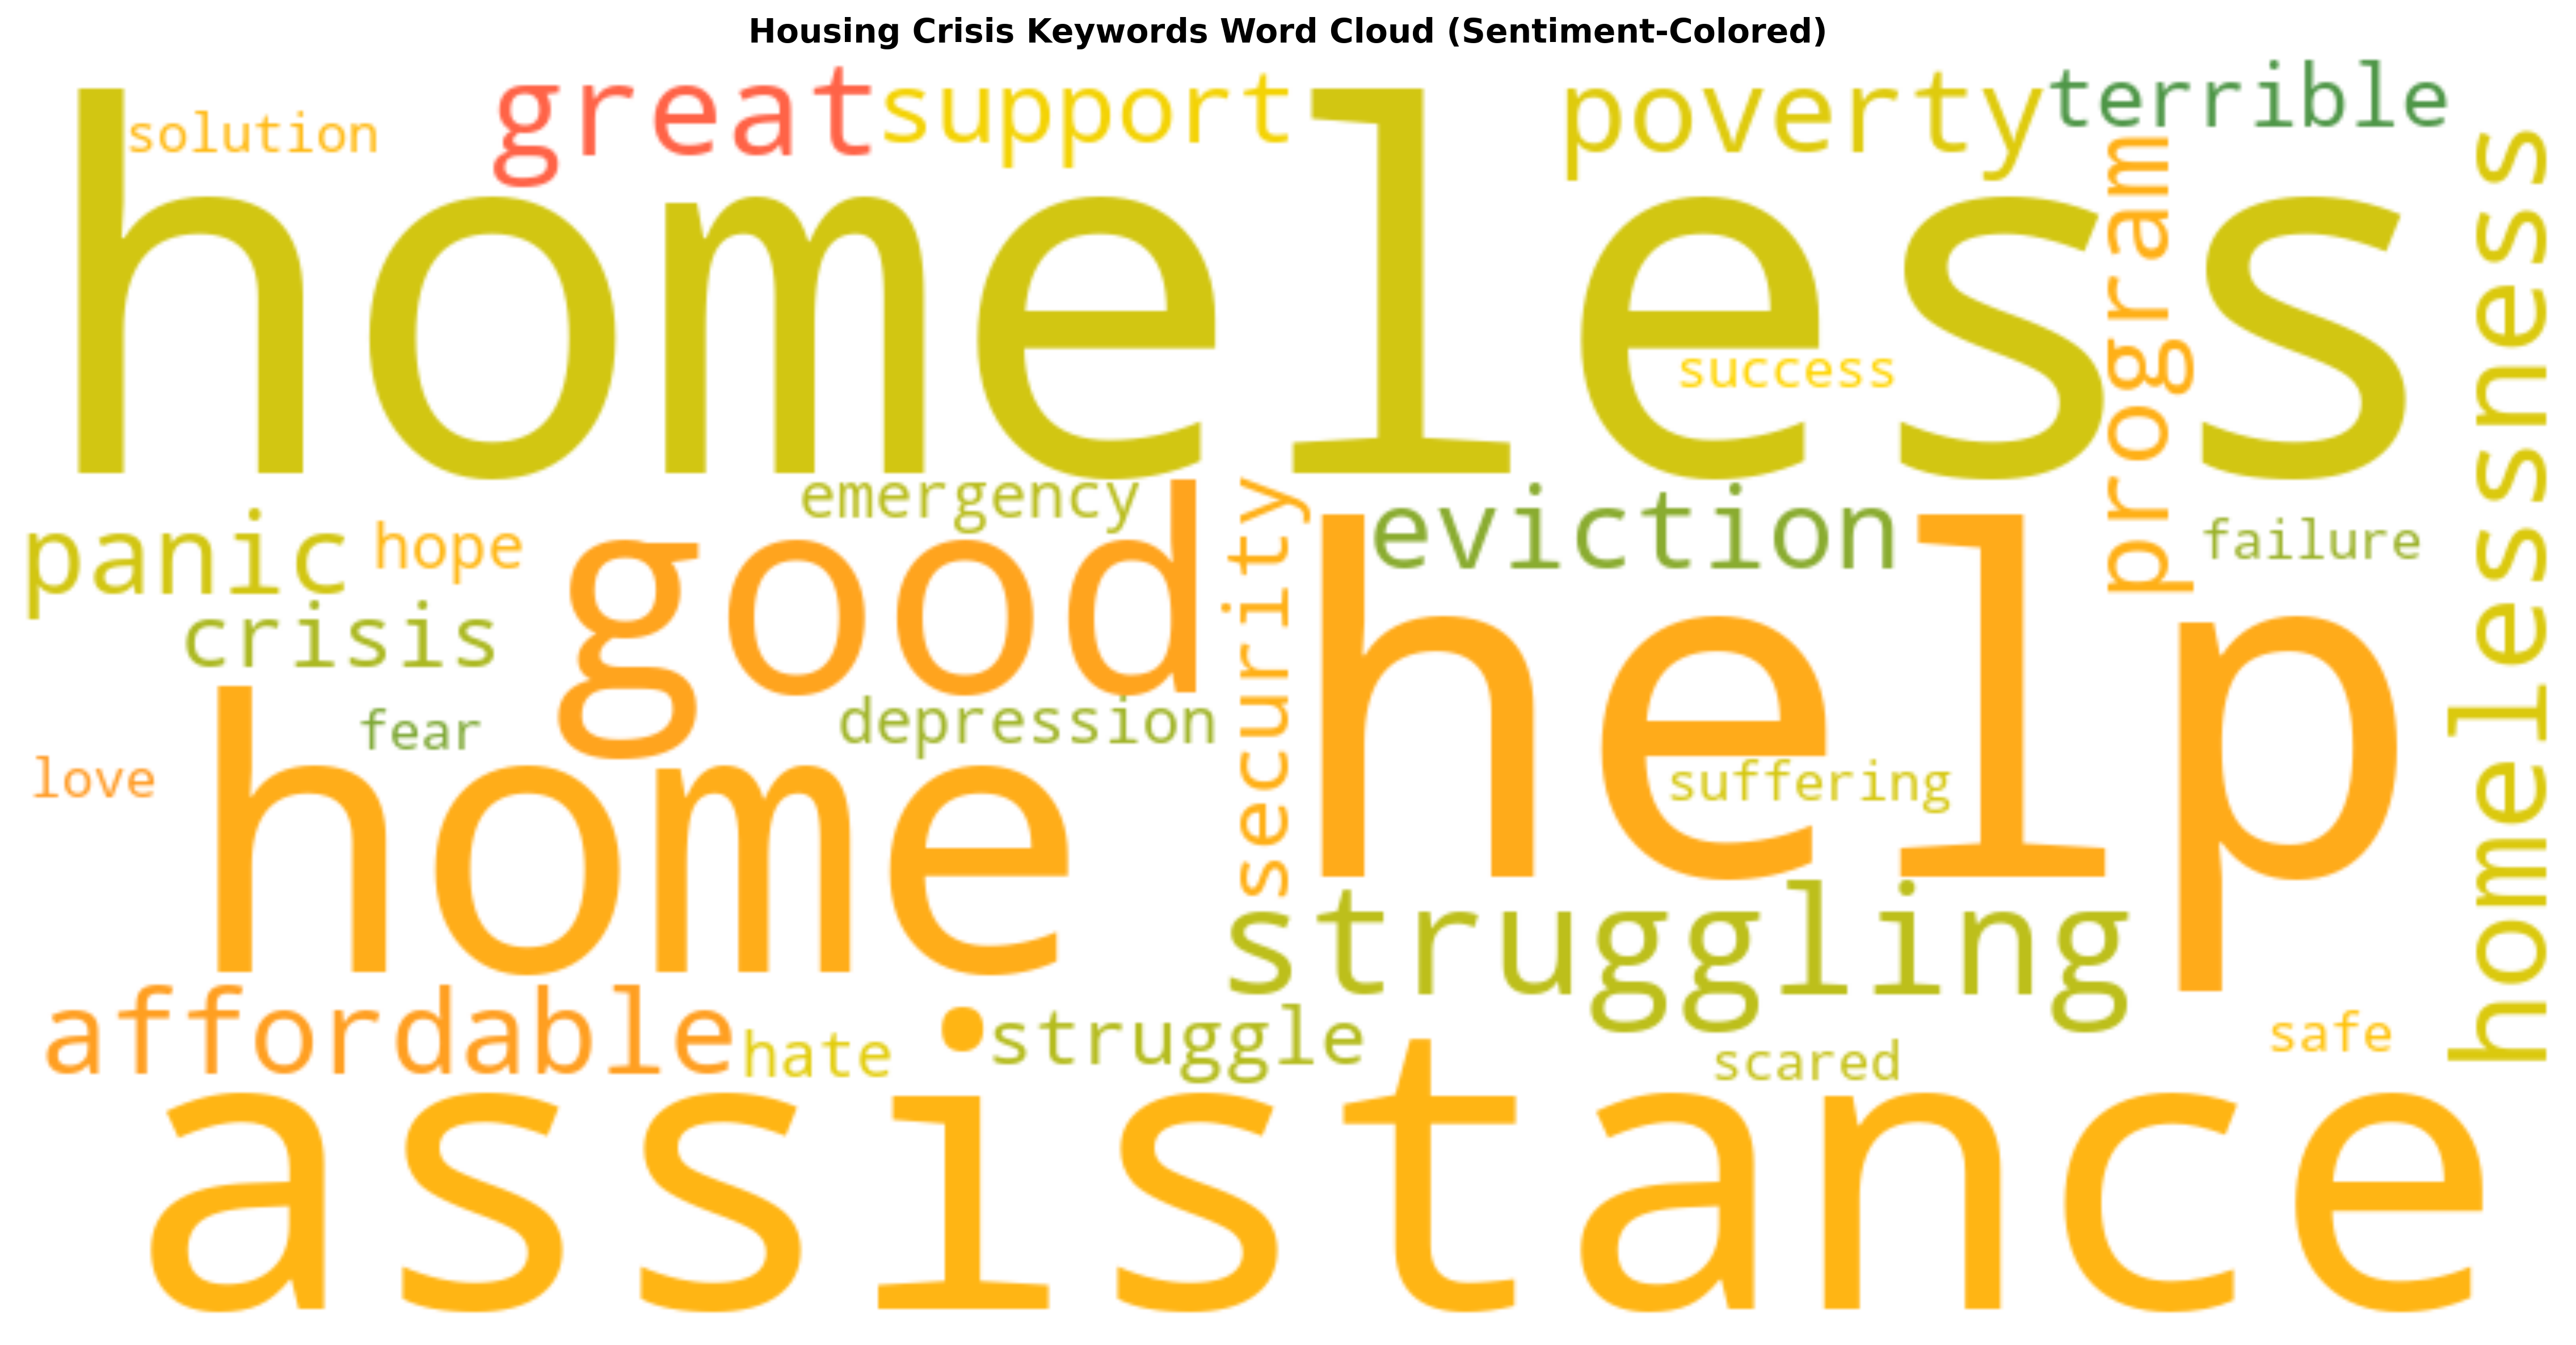 Housing Crisis Keywords Word Cloud (Sentiment-Colored)
solution
great
support
poverty
terrible
homeless
success
program
homelessness
emergency
panic
hope
good
security
eviction
failure
crisis
help
fear
depression
love
home
suffering
struggling
affordable
hate
struggle
scared
safe
assistance